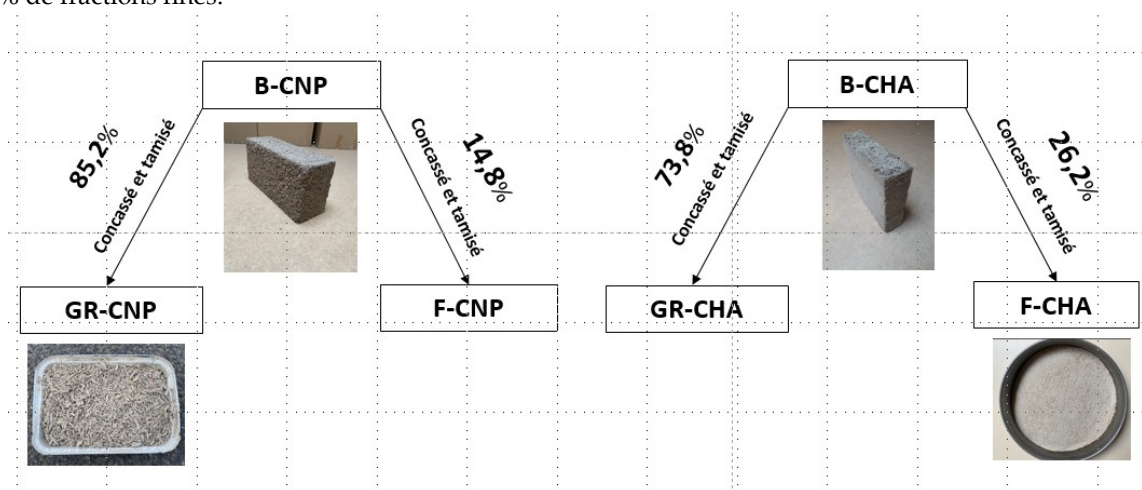 % de fractions fines.
B-CNP
B-CHA
85,2%
Concassé et tamisé
Concassé et tamisé
14,8%
73,8%
Concassé et tamisé
Concassé et tamisé
26,2%
GR-CNP
F-CNP
GR-CHA
F-CHA